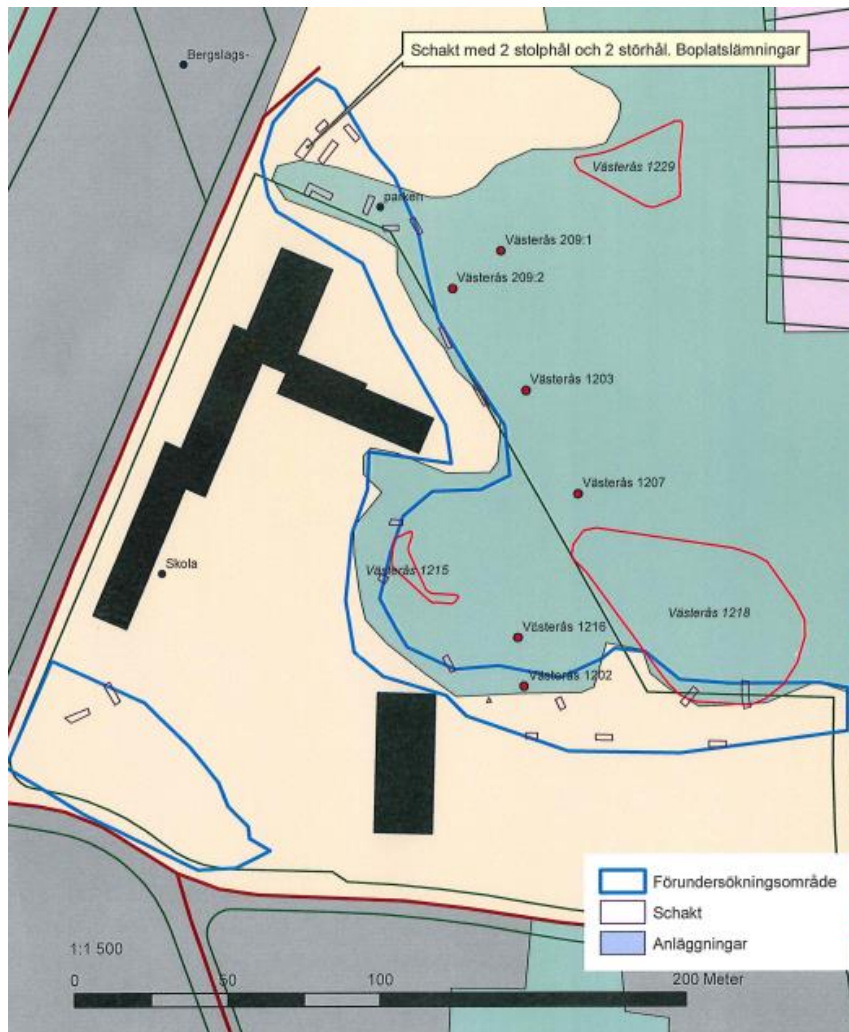 Schakt med 2 stolphål och 2 störhål. Boplatslämningar
Bergslags-
Västerås 1229
parken
Västerås 209:1
Västerås 209:2
Västerås 1203
Västerås 1207
Skola
Västerås 1215
Västerås 1218
Västerås 1216
Västerås 1202
Förundersökningsområde
Schakt
Anläggningar
1:1 500
0 50 100 200 Meter